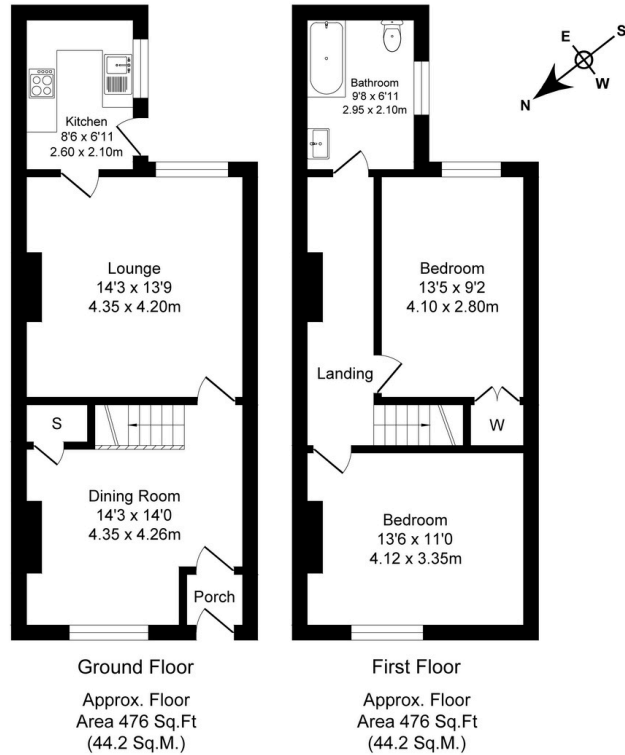 Kitchen
8'6 x 6'11
2.60 x 2.10m
Lounge
14'3 x 13'9
4.35 x 4.20m
S
Dining Room
14'3 x 14'0
4.35 x 4.26m
Porch
Ground Floor
Approx. Floor
Area 476 Sq.Ft
(44.2 Sq.M.)
Bathroom
9'8 x 6'11
2.95 x 2.10m
Bedroom
13'5 x 9'2
4.10 x 2.80m
Landing
W
Bedroom
13'6 x 11'0
4.12 x 3.35m
First Floor
Approx. Floor
Area 476 Sq.Ft
(44.2 Sq.M.)
S
E
W
N